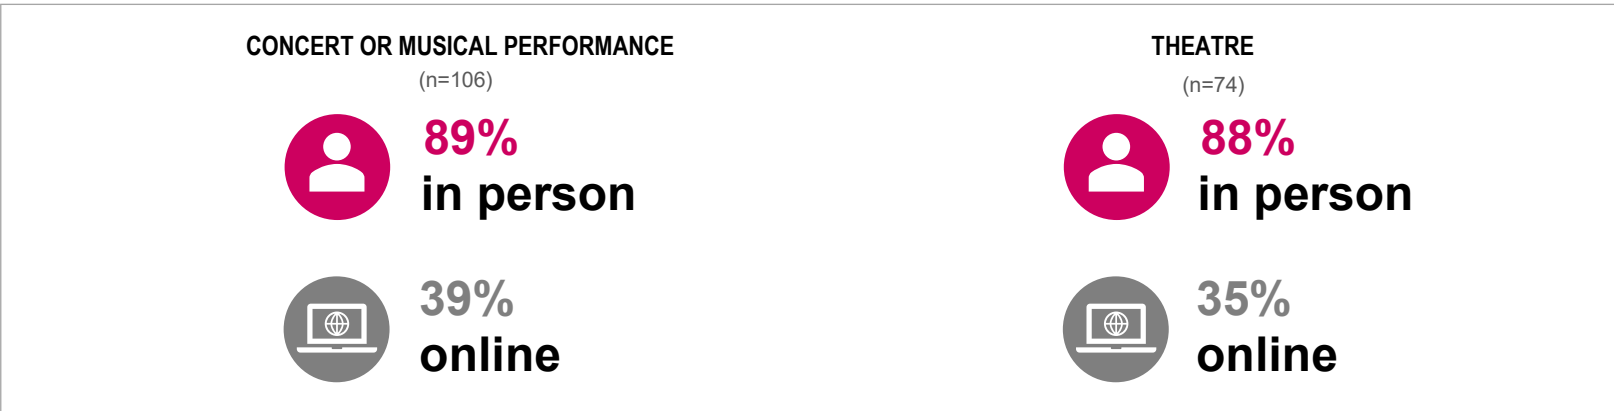 CONCERT OR MUSICAL PERFORMANCE
(n=106)
89%
in person
39%
online
THEATRE
(n=74)
88%
in person
35%
online